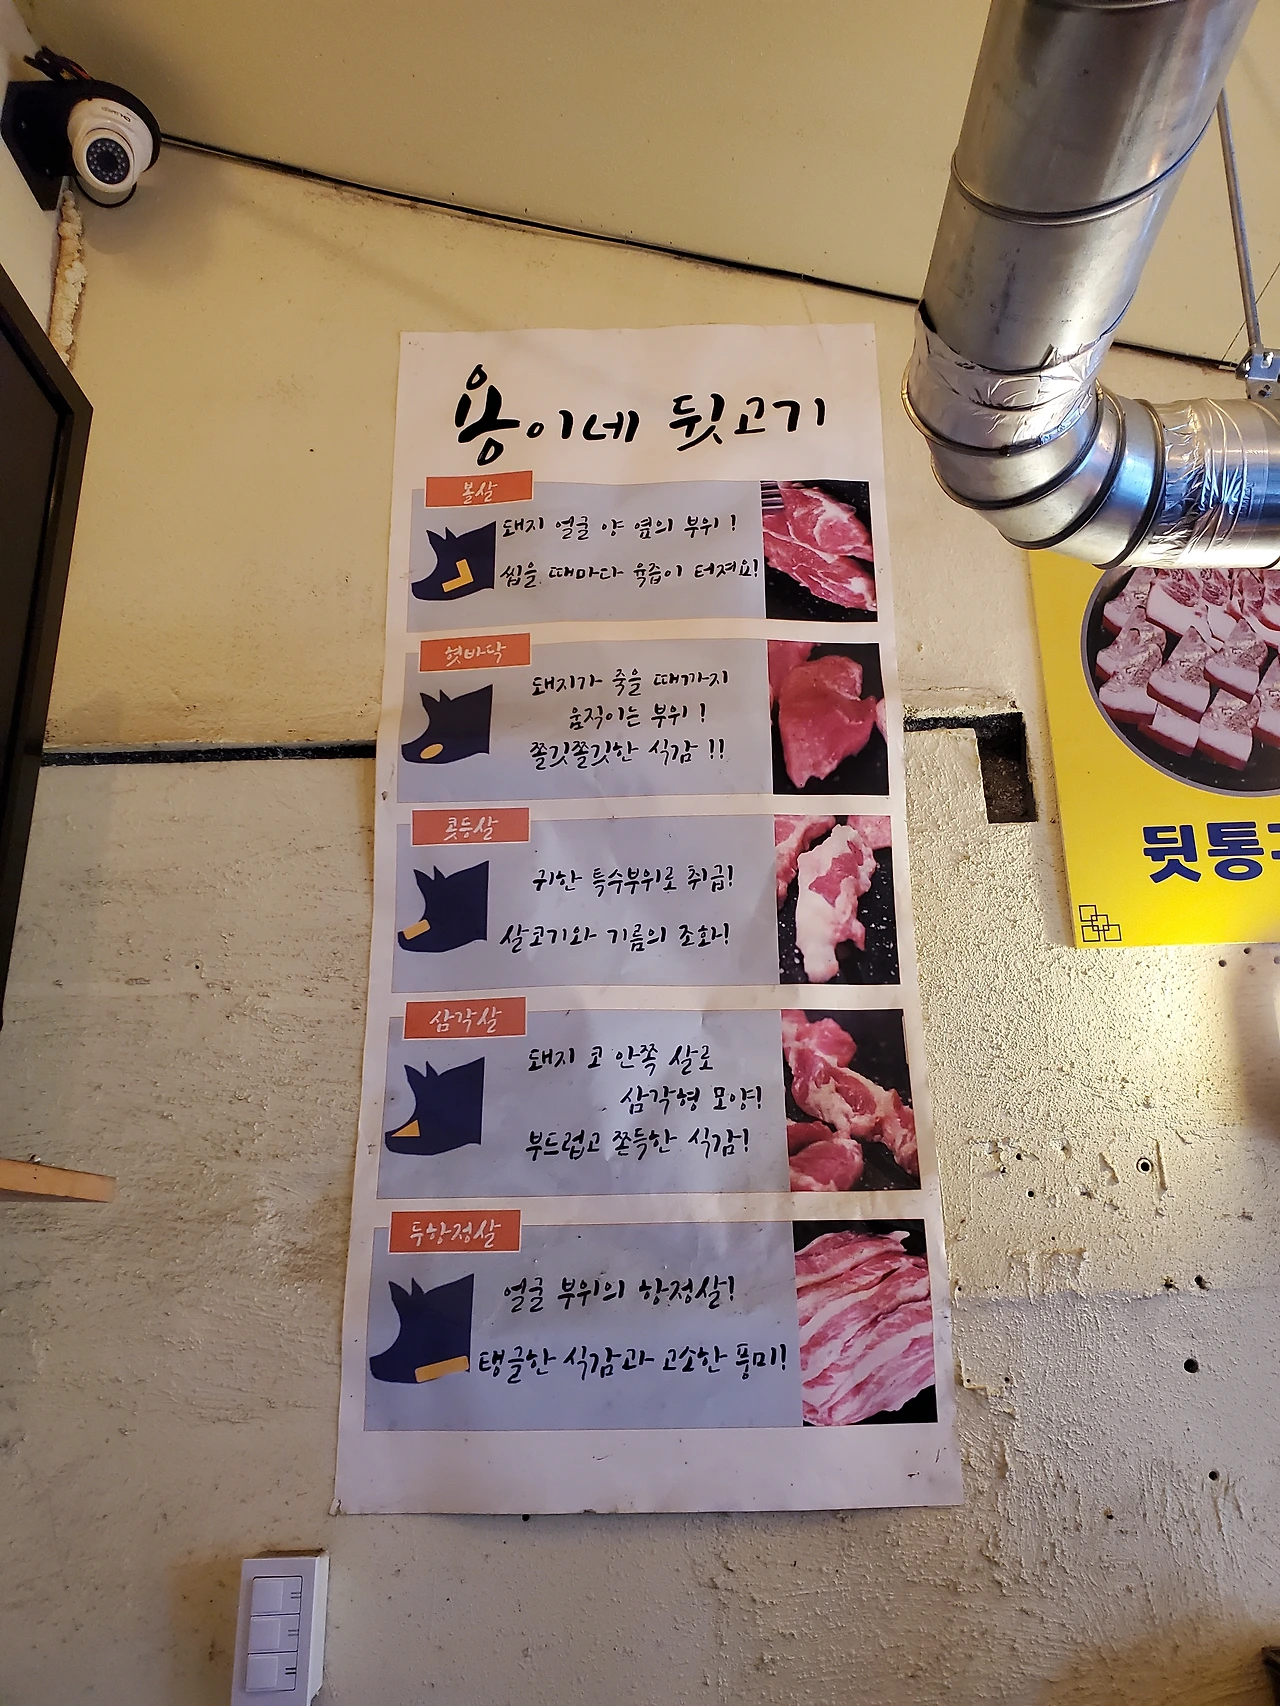 용이네 뒷고기
볼살
돼지 얼굴 양 옆의 부위!
씹을 때마다 육즙이 터져요!
혓바닥
돼지가 죽을 때까지
움직이는 부위!
쫄깃쫄깃한 식감!!
콧등살
귀한 특수부위로 취급!
살코기와 기름의 조화!
삼각살
돼지 코 안쪽 살로
삼각형 모양!
부드럽고 쫀득한 식감!
두항정살
얼굴 부위의 항정살!
탱글한 식감과 고소한 풍미!
뒷통